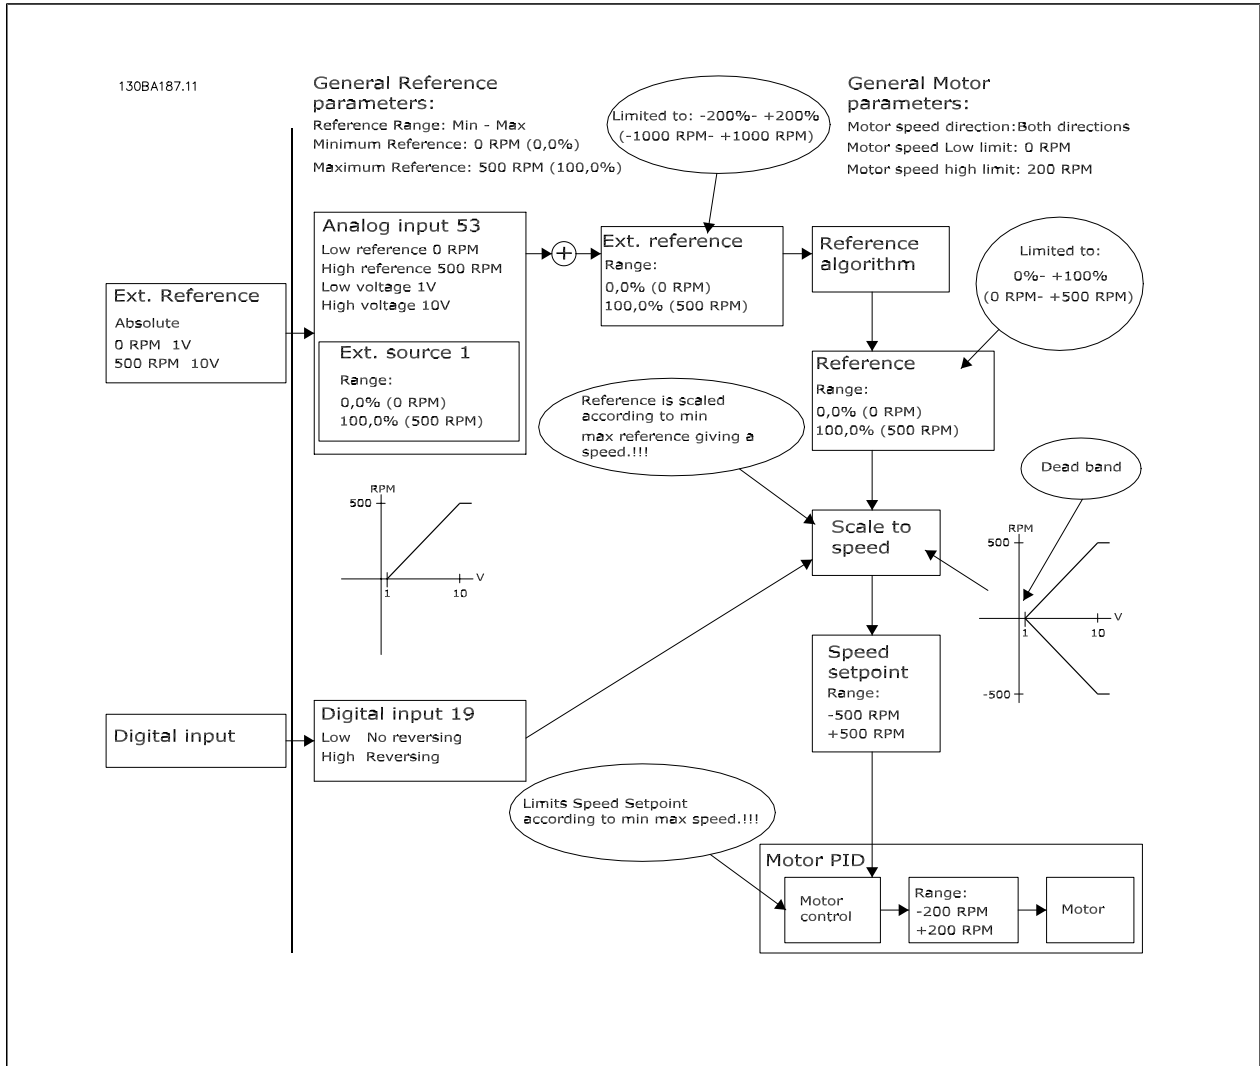 130BA187.11
General Reference
parameters:
Reference Range: Min - Max
Minimum Reference: 0 RPM (0,0%)
Maximum Reference: 500 RPM (100,0%)
Limited to: -200%- +200%
(-1000 RPM- +1000 RPM)
General Motor
parameters:
Motor speed direction:Both directions
Motor speed Low limit: 0 RPM
Motor speed high limit: 200 RPM
Ext. Reference
Absolute
0 RPM 1V
500 RPM 10V
Analog input 53
Low reference 0 RPM
High reference 500 RPM
Low voltage 1V
High voltage 10V
Ext. source 1
Range:
0,0% (0 RPM)
100,0% (500 RPM)
+
Ext. reference
Range:
0,0% (0 RPM)
100,0% (500 RPM)
Reference
algorithm
Limited to:
0%- +100%
(0 RPM- +500 RPM)
Reference
Range:
0,0% (0 RPM)
100,0% (500 RPM)
Reference is scaled
according to min
max reference giving a
speed.!!!
RPM
500
1
10
V
Scale to
speed
Dead band
RPM
500
1
10
V
-500
Speed
setpoint
Range:
-500 RPM
+500 RPM
Digital input
Digital input 19
Low No reversing
High Reversing
Limits Speed Setpoint
according to min max speed.!!!
Motor PID
Motor
control
Range:
-200 RPM
+200 RPM
Motor